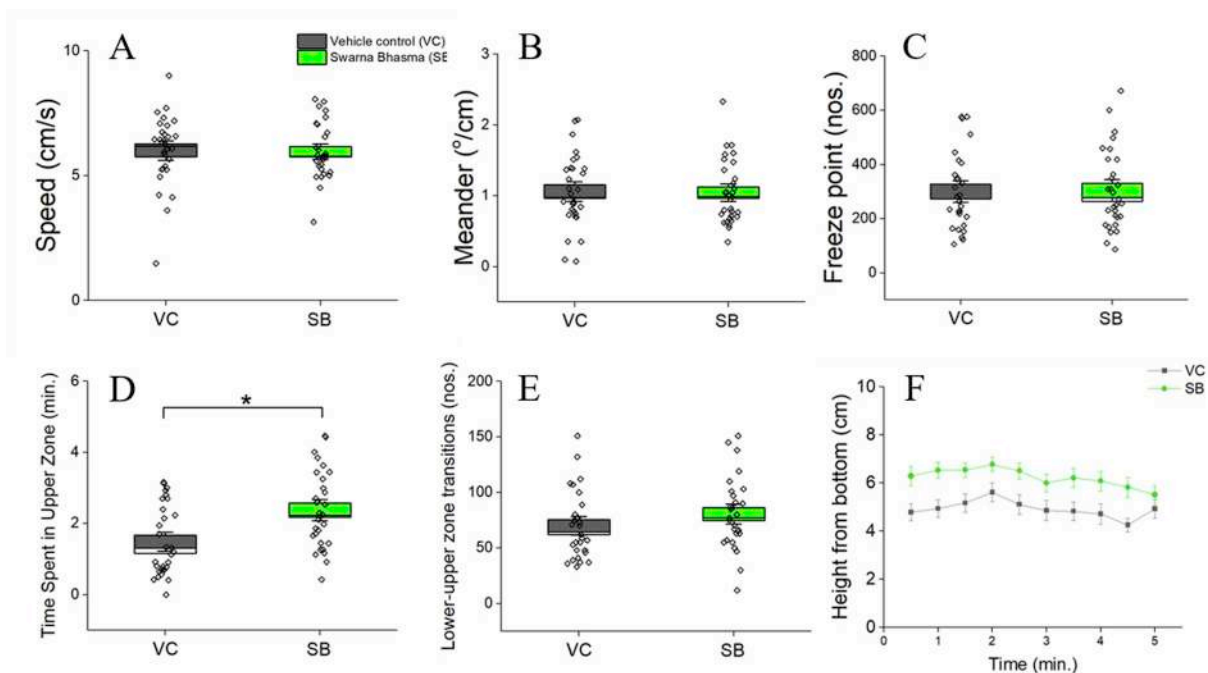 A
Vehicle control (VC)
Swarna Bhasma (SE
Speed (cm/s)
10
5
0
VC
SB
B
Meander (°/cm)
3
2
1
0
VC
SB
C
Freeze point (nos.)
800
600
400
200
0
VC
SB
D
*
Time Spent in Upper Zone (min.)
6
4
2
0
VC
SB
E
Lower-upper zone transitions (nos.)
200
150
100
50
0
VC
SB
F
VC
SB
Height from bottom (cm)
10
8
6
4
2
0
0
1
2
3
4
5
Time (min.)